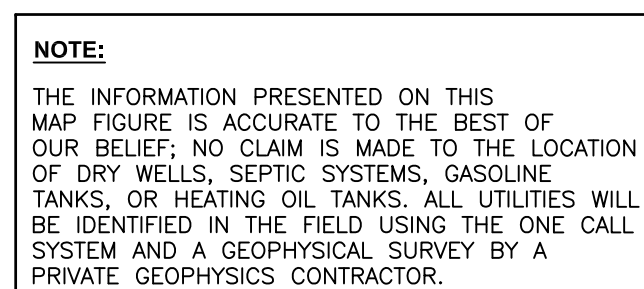 NOTE:
THE INFORMATION PRESENTED ON THIS
MAP FIGURE IS ACCURATE TO THE BEST OF
OUR BELIEF; NO CLAIM IS MADE TO THE LOCATION
OF DRY WELLS, SEPTIC SYSTEMS, GASOLINE
TANKS, OR HEATING OIL TANKS. ALL UTILITIES WILL
BE IDENTIFIED IN THE FIELD USING THE ONE CALL
SYSTEM AND A GEOPHYSICAL SURVEY BY A
PRIVATE GEOPHYSICS CONTRACTOR.